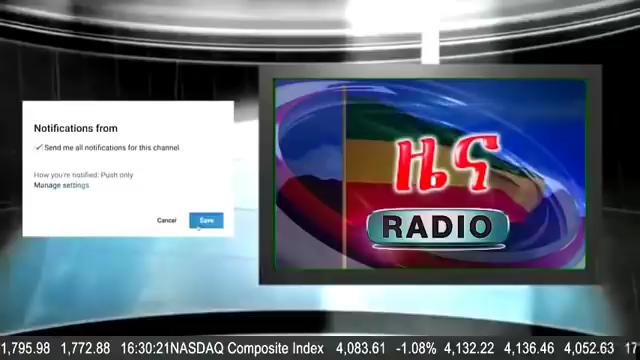 Notifications from
Send me all notifications for this channel
How you're notified: Push only
Manage settings
Cancel
Save
ዜና
RADIO
1,795.98 1,772.88 16:30:21NASDAQ Composite Index 4,083.61 -1.08% 4,132.22 4,136.46 4,052.63 17